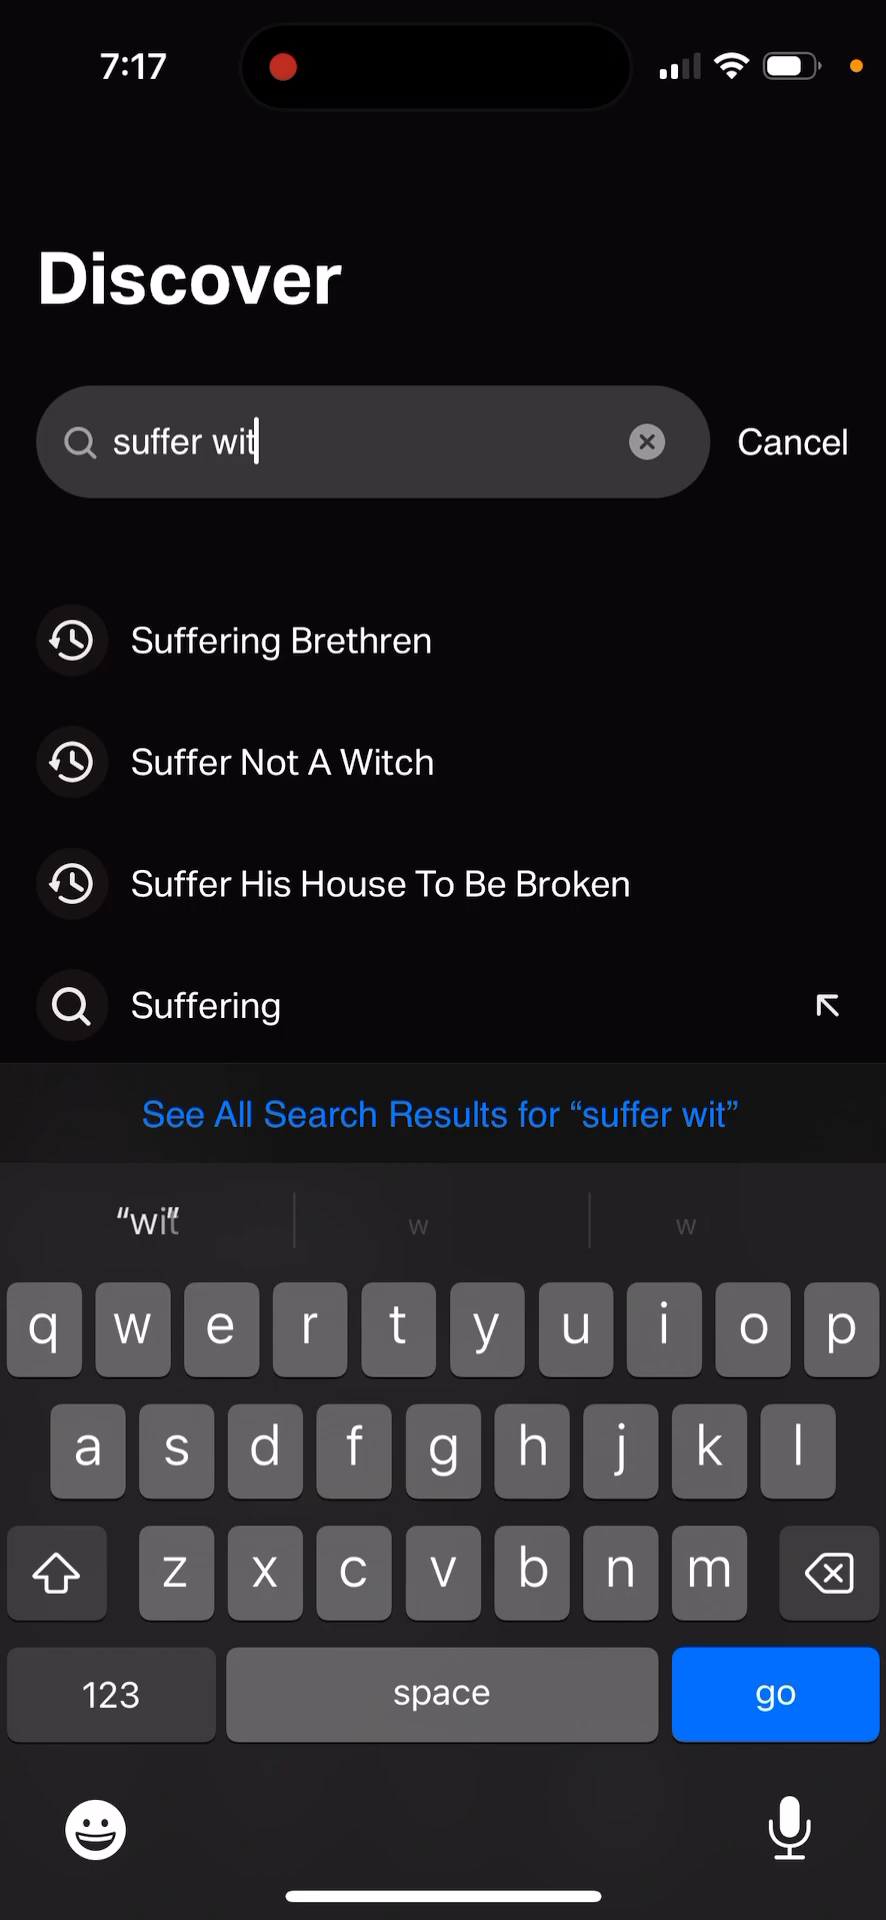 7:17
Discover
suffer wit
Cancel
Suffering Brethren
Suffer Not A Witch
Suffer His House To Be Broken
Suffering
See All Search Results for “suffer wit”
“wit” w w
q w e r t y u i o p
a s d f g h j k l
z x c v b n m
123 space go